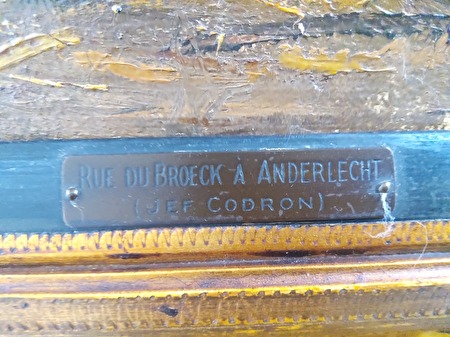 RUE DU BROECK A ANDERLECHT
(JEF CODRON)